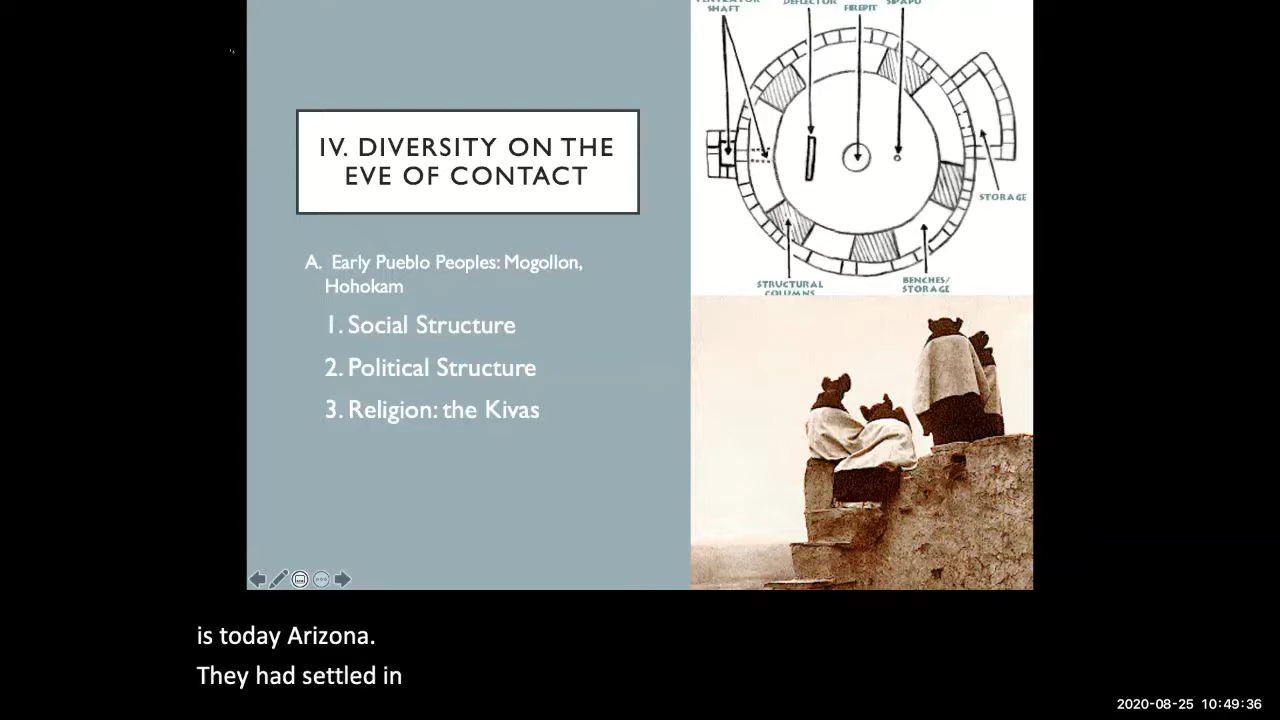 SHAFT
DEFLECTOR
FIREPIT
SIPAPU
IV. DIVERSITY ON THE
EVE OF CONTACT
STORAGE
A. Early Pueblo Peoples: Mogollon,
Hohokam
STRUCTURAL
COLUMNS
BENCHES/
STORAGE
1. Social Structure
2. Political Structure
3. Religion: the Kivas
is today Arizona.
They had settled in
2020-08-25 10:49:36